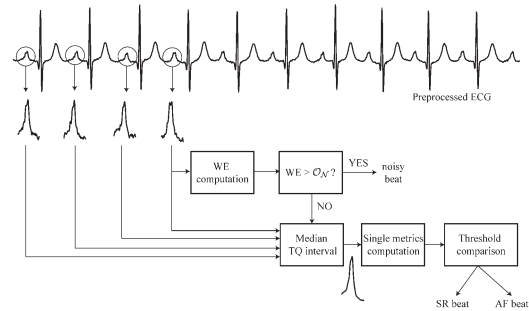 Preprocessed ECG
WE
computation
WE > 𝒪𝒩 ?
YES
noisy
beat
NO
Median
TQ interval
Single metrics
computation
Threshold
comparison
SR beat
AF beat